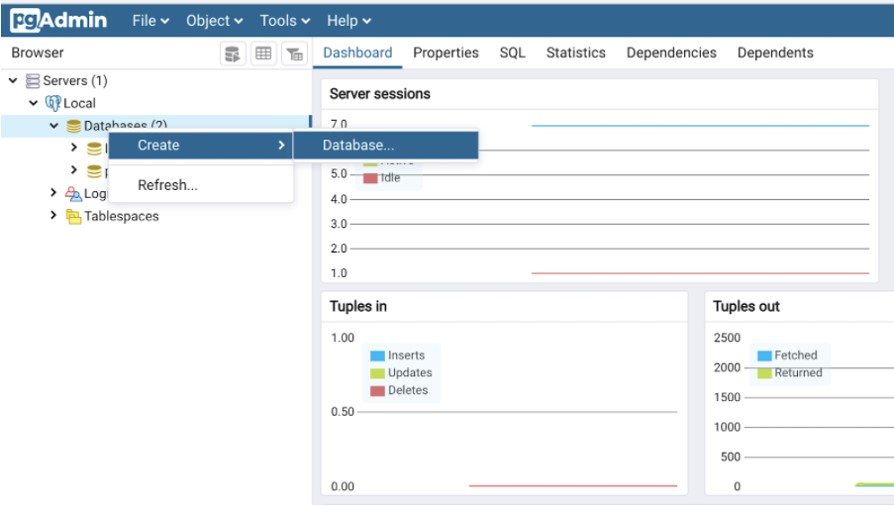 pgAdmin File Object Tools Help
Browser
Dashboard Properties SQL Statistics Dependencies Dependents
Servers (1)
Local
Databases (2)
Create
Database...
Refresh...
Tablespaces
Server sessions
7.0
Active
5.0
Idle
4.0
3.0
2.0
1.0
Tuples in
1.00
Inserts
Updates
Deletes
0.50
0.00
Tuples out
2500
Fetched
2000
Returned
1500
1000
500
0